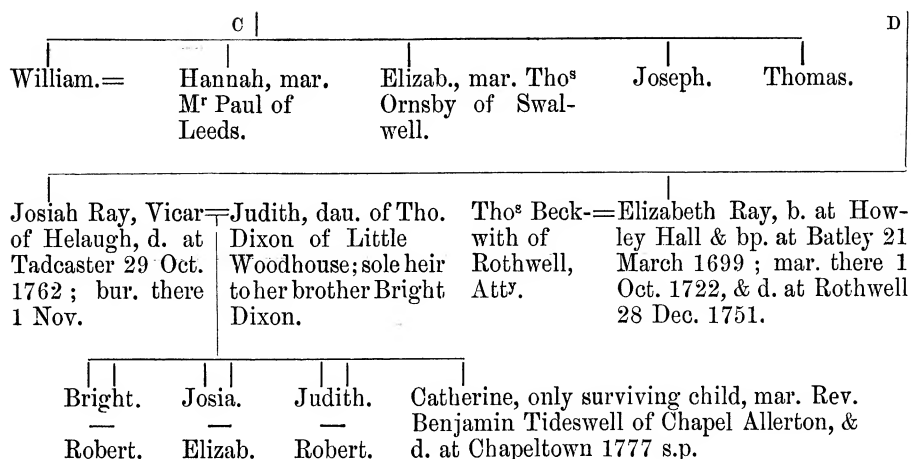 C D
William.= Hannah, mar. Elizab., mar. Thoˢ Joseph. Thomas.
Mʳ Paul of Ornsby of Swal-
Leeds. well.
Josiah Ray, Vicar=Judith, dau. of Tho. Thoˢ Beck-=Elizabeth Ray, b. at How-
of Helaugh, d. at Dixon of Little with of ley Hall & bp. at Batley 21
Tadcaster 29 Oct. Woodhouse; sole heir Rothwell, March 1699 ; mar. there 1
1762 ; bur. there to her brother Bright Attʸ. Oct. 1722, & d. at Rothwell
1 Nov. Dixon. 28 Dec. 1751.
Bright. Josia. Judith. Catherine, only surviving child, mar. Rev.
— — — Benjamin Tideswell of Chapel Allerton, &
Robert. Elizab. Robert. d. at Chapeltown 1777 s.p.